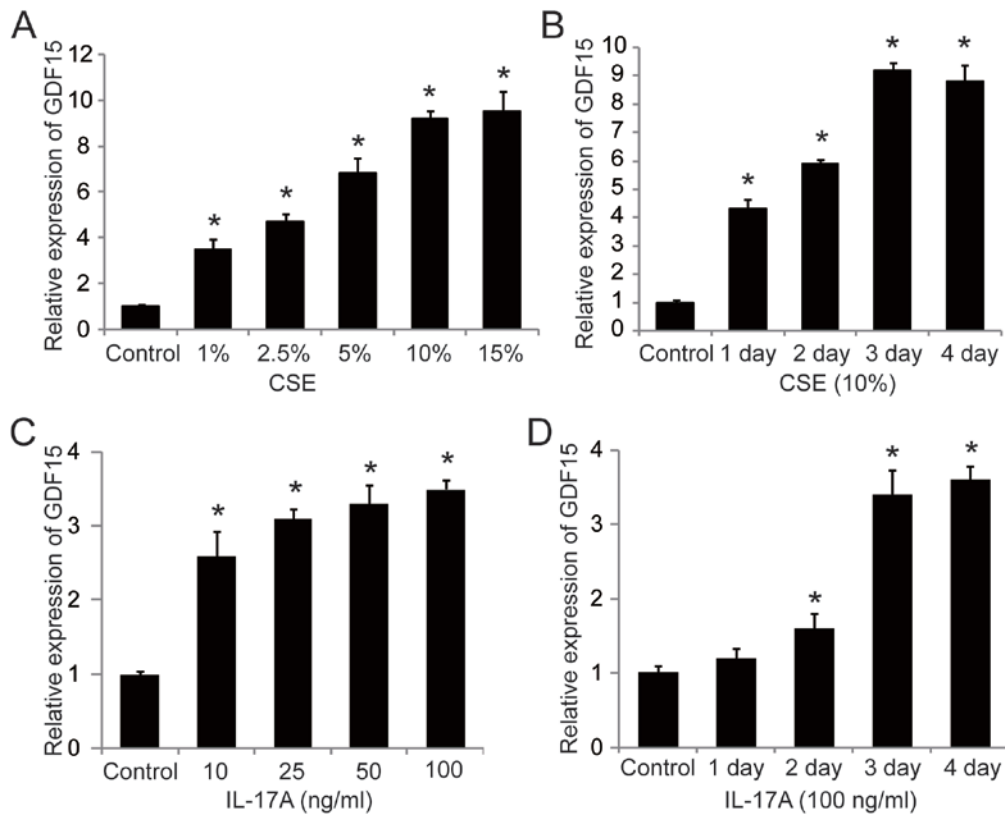 A
Relative expression of GDF15
12
10
8
6
4
2
0
* * * * *
Control 1% 2.5% 5% 10% 15%
CSE
B
Relative expression of GDF15
10
9
8
7
6
5
4
3
2
1
0
* * * *
Control 1 day 2 day 3 day 4 day
CSE (10%)
C
Relative expression of GDF15
4
3
2
1
0
* * * *
Control 10 25 50 100
IL-17A (ng/ml)
D
Relative expression of GDF15
4
3
2
1
0
* * *
Control 1 day 2 day 3 day 4 day
IL-17A (100 ng/ml)